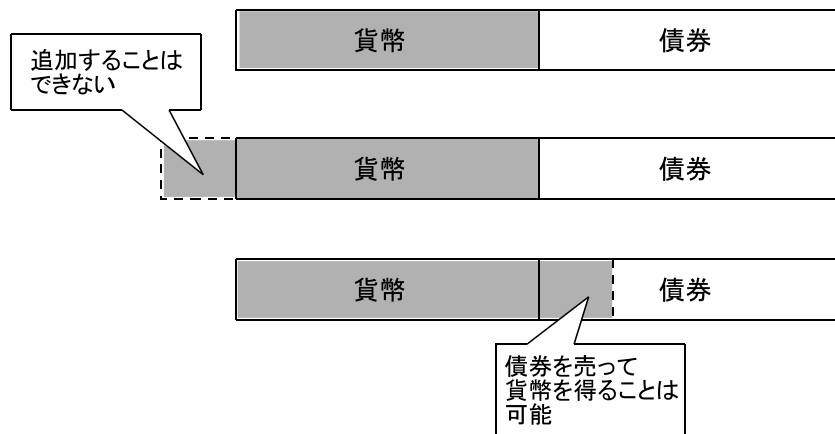 貨幣 債券
追加することは
できない
貨幣 債券
貨幣 債券
債券を売って
貨幣を得ることは
可能